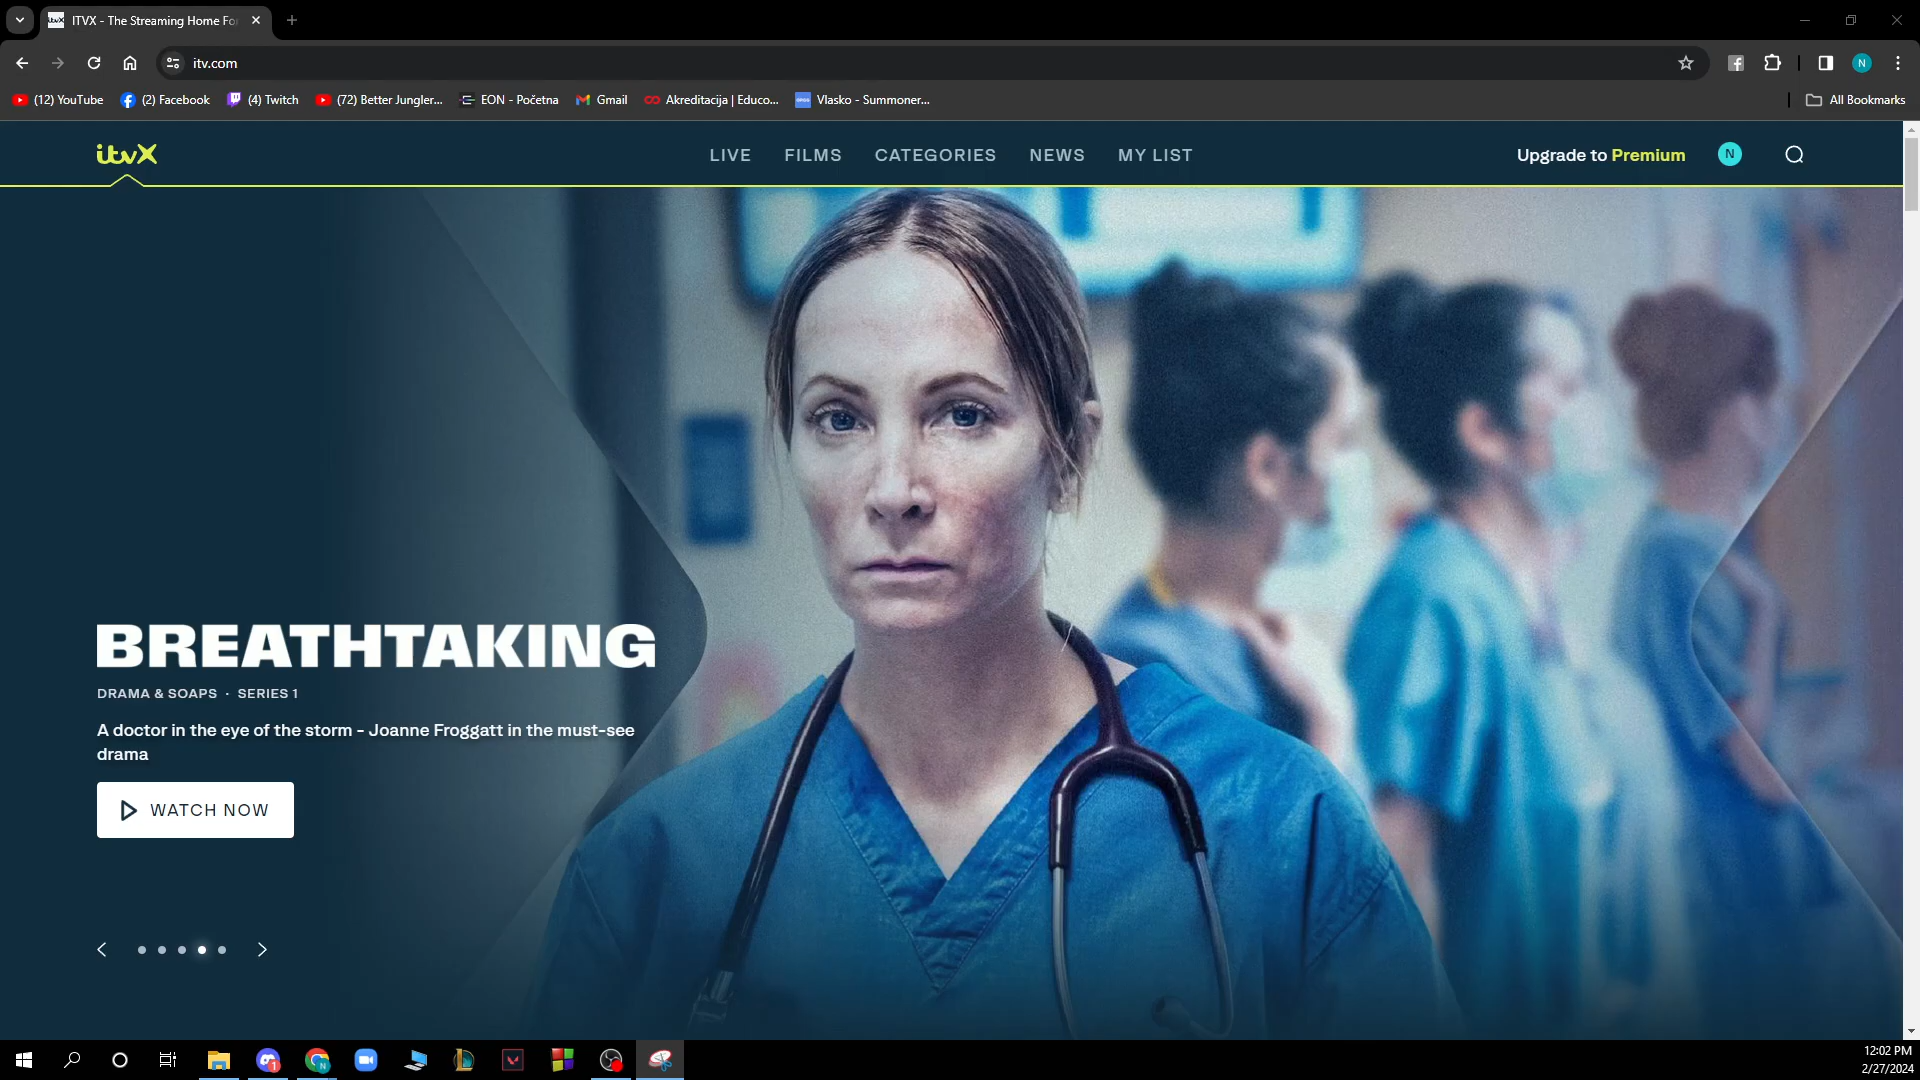 itvX ITVX - The Streaming Home Fo
itv.com
(12) YouTube (2) Facebook (4) Twitch (72) Better Jungler... EON - Početna Gmail Akreditacija | Educo... Vlasko - Summoner... All Bookmarks
itvX LIVE FILMS CATEGORIES NEWS MY LIST Upgrade to Premium N
BREATHTAKING
DRAMA & SOAPS · SERIES 1
A doctor in the eye of the storm - Joanne Froggatt in the must-see
drama
WATCH NOW
12:02 PM
2/27/2024